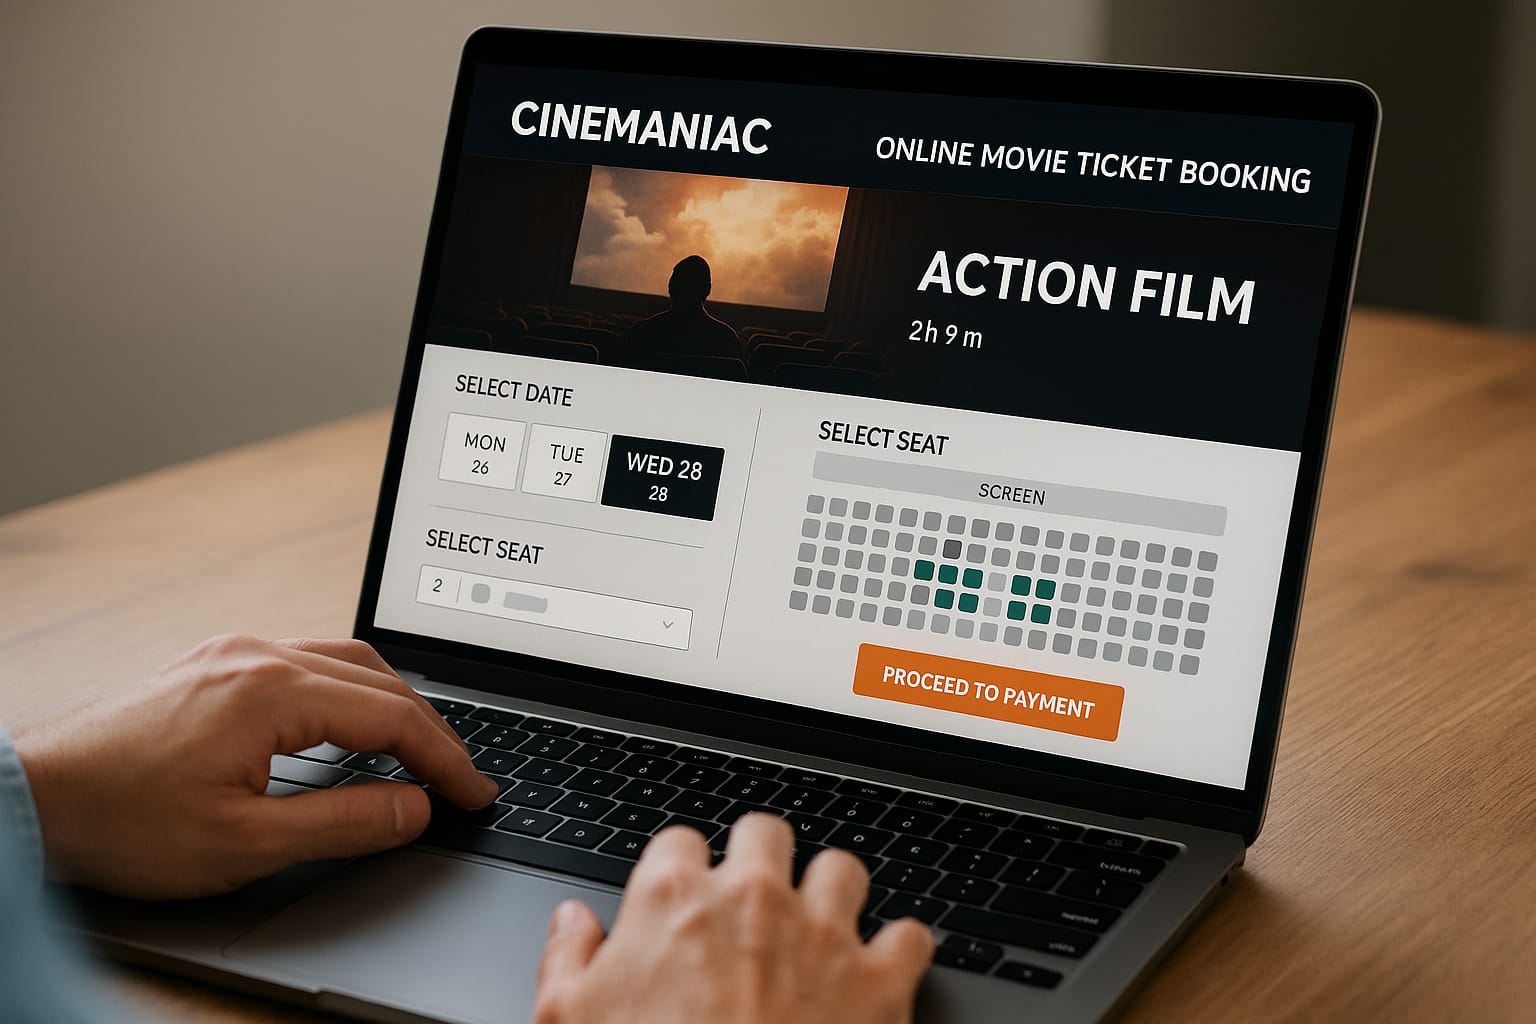 CINEMANIAC
ONLINE MOVIE TICKET BOOKING
ACTION FILM
2h 9m
SELECT DATE
MON
26
TUE
27
WED 28
28
SELECT SEAT
2
SELECT SEAT
SCREEN
PROCEED TO PAYMENT